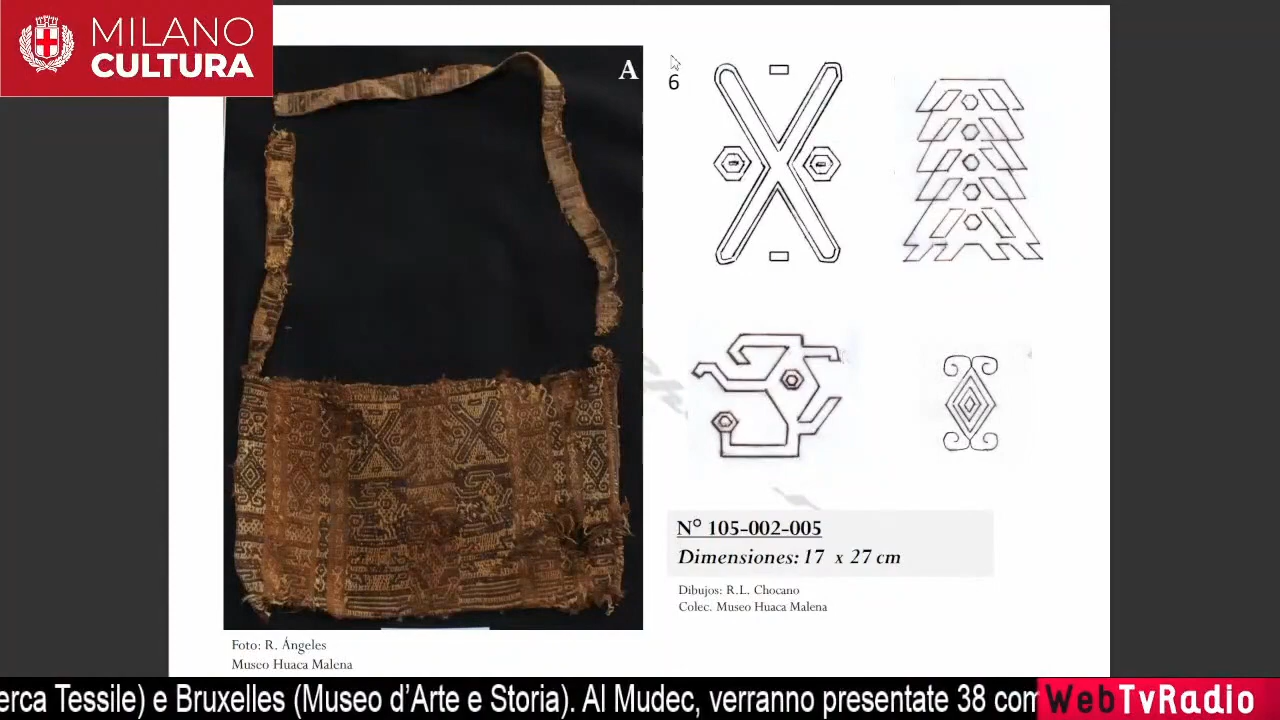 MILANO
CULTURA
A
6
N° 105-002-005
Dimensiones: 17 x 27 cm
Dibujos: R.L. Chocano
Colec. Museo Huaca Malena
Foto: R. Ángeles
Museo Huaca Malena
erca Tessile) e Bruxelles (Museo d'Arte e Storia). Al Mudec, verranno presentate 38 com
WebTvRadio